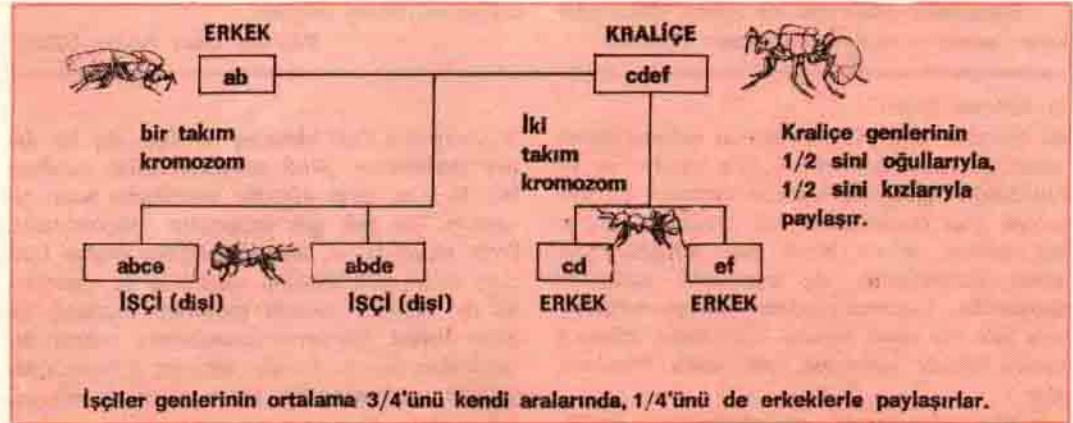 ERKEK
ab
KRALİÇE
cdef
bir takım
kromozom
İki
takım
kromozom
Kraliçe genlerinin
1/2 sini oğullarıyla,
1/2 sini kızlarıyla
paylaşır.
abce
abde
cd
ef
İŞÇİ (dişl)
İŞÇİ (dişl)
ERKEK
ERKEK
İşçiler genlerinin ortalama 3/4'ünü kendi aralarında, 1/4'ünü de erkeklerle paylaşırlar.